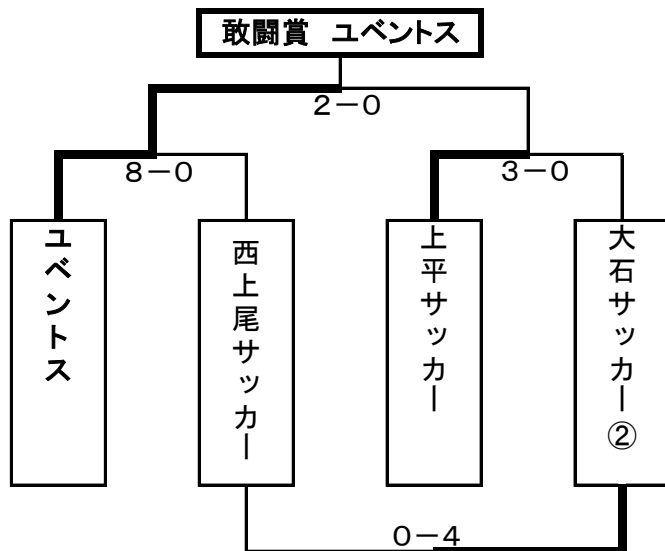 敢闘賞　ユベントス
２－０
８－０
３－０
ユベントス
西上尾サッカー
上平サッカー
大石サッカー②
０－４